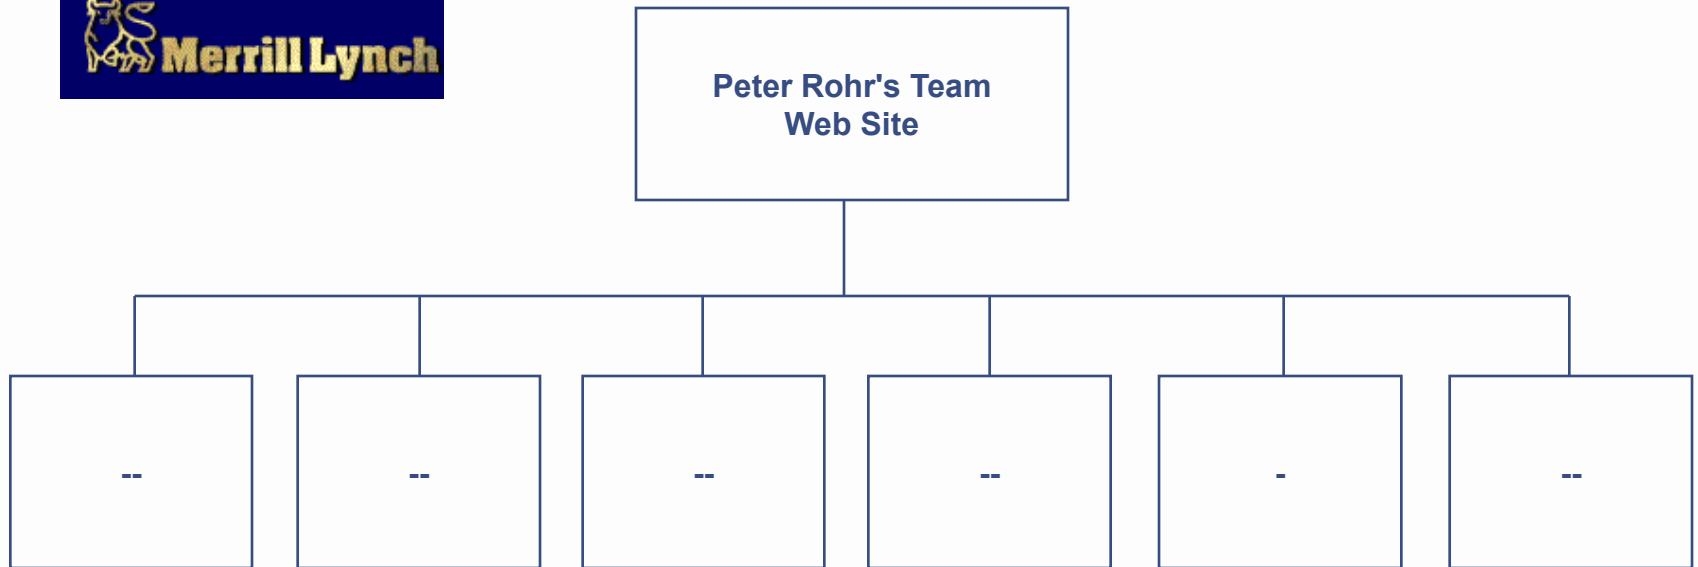 Merrill Lynch
Peter Rohr's Team
Web Site
--
--
--
--
-
--